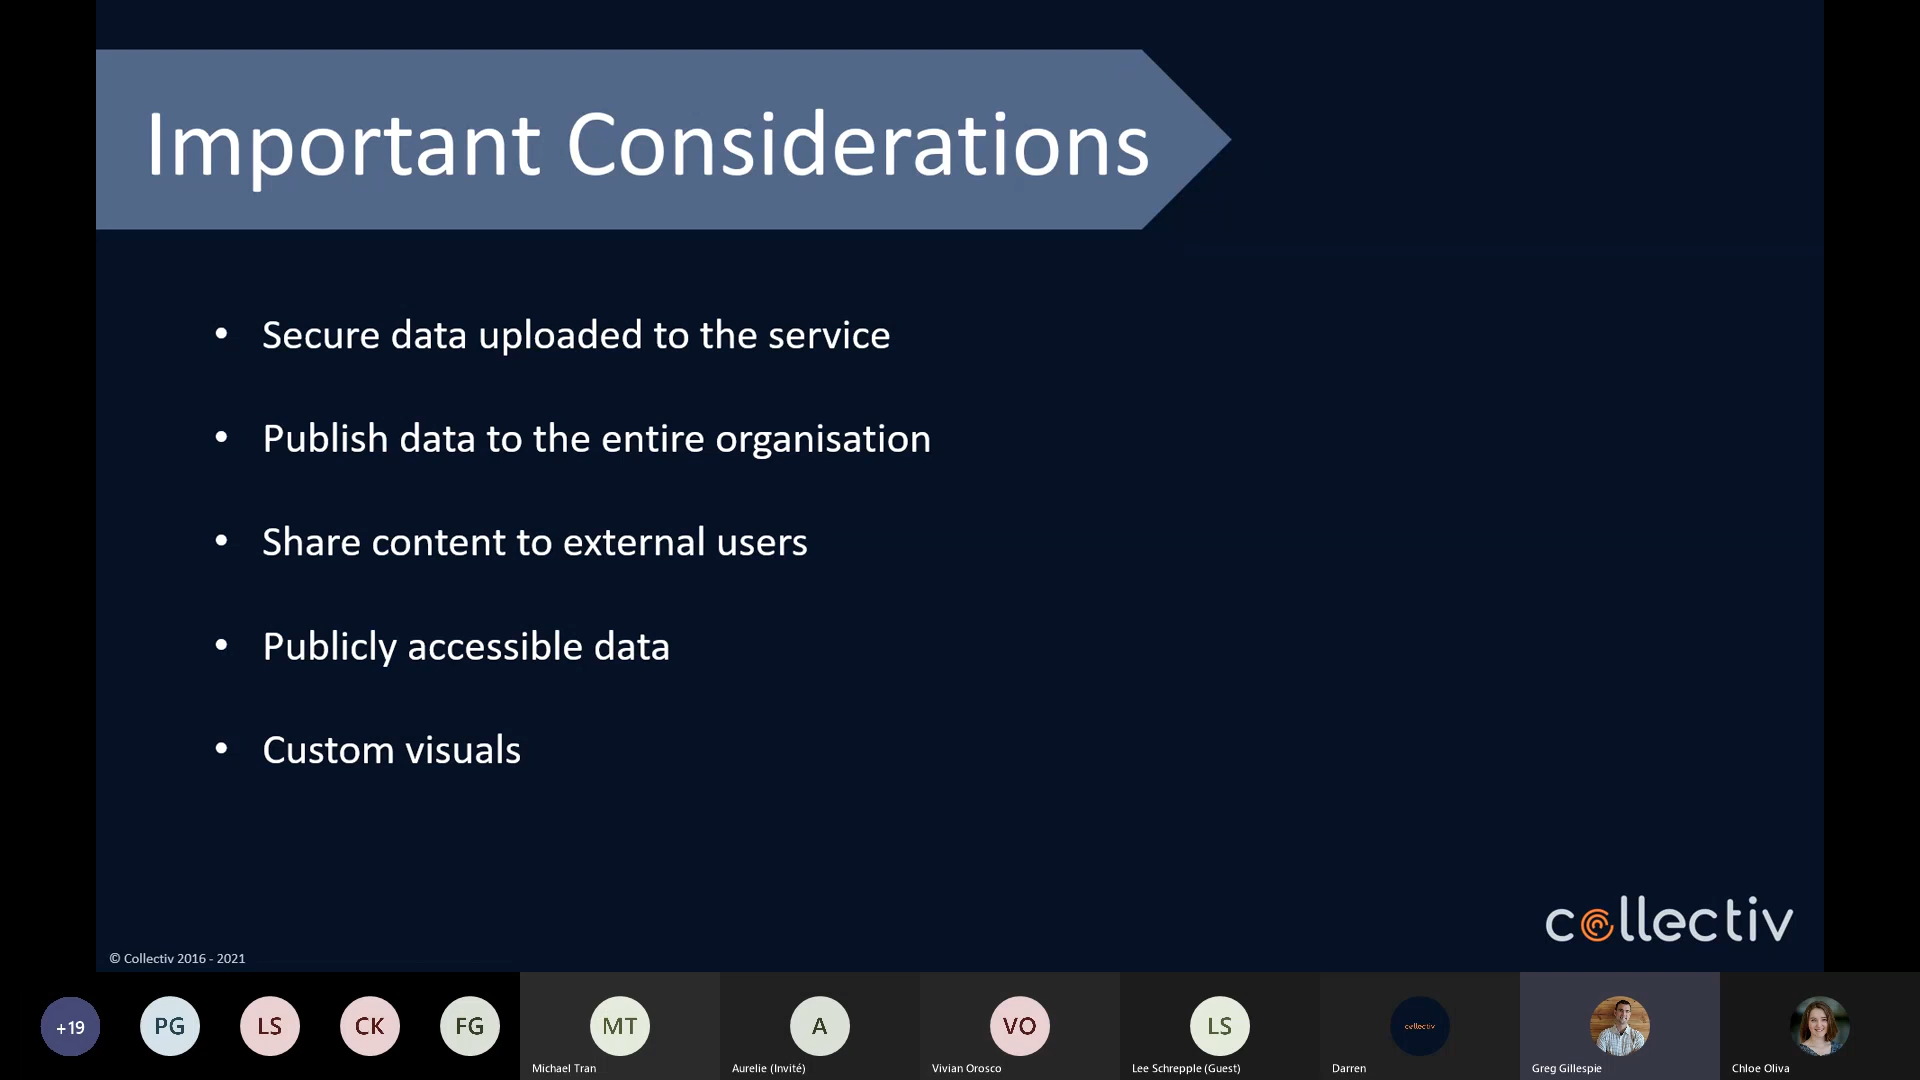 Important Considerations
• Secure data uploaded to the service
• Publish data to the entire organisation
• Share content to external users
• Publicly accessible data
• Custom visuals
collectiv
© Collectiv 2016 - 2021
+19
PG
LS
CK
FG
MT
A
VO
LS
collectiv
Michael Tran
Aurelie (Invité)
Vivian Orosco
Lee Schrepple (Guest)
Darren
Greg Gillespie
Chloe Oliva